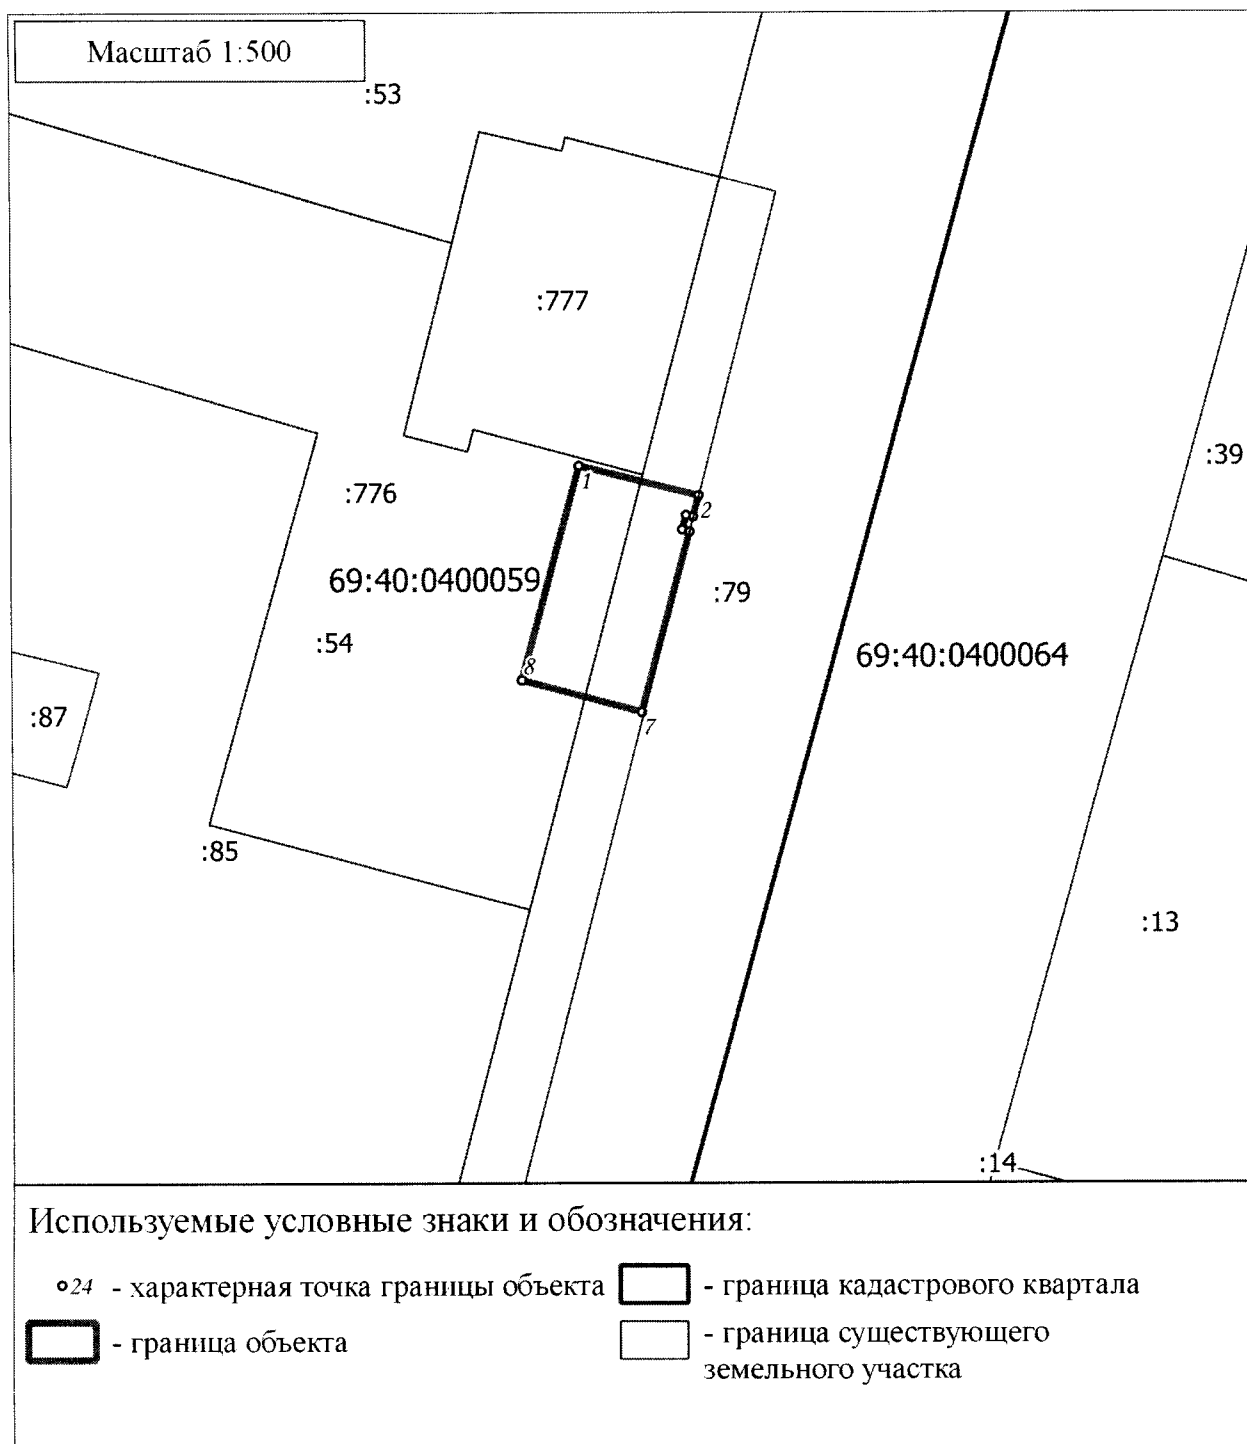 Масштаб 1:500
:53
:777
:39
1
:776
2
69:40:0400059
:79
:54
69:40:0400064
8
:87
7
:85
:13
:14
Используемые условные знаки и обозначения:
24 - характерная точка границы объекта
- граница кадастрового квартала
- граница объекта
- граница существующего
земельного участка